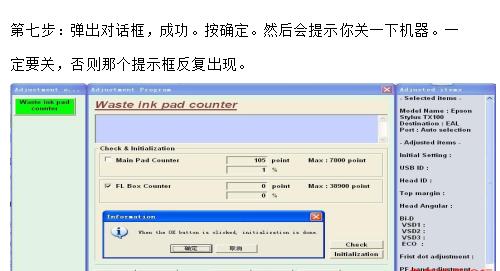 第七步：弹出对话框，成功。按确定。然后会提示你关一下机器。一
定要关，否则那个提示框反复出现。
Adjustment o...
Adjustment Program
Adjusted items
Waste ink pad
counter
Waste ink pad counter
- Selected items -
Model Name : Epson
Stylus TX100
Destination : EAL
Port : Auto selection
- Adjusted items -
Initial Setting :
USB ID :
Head ID :
Top margin :
Head Angular :
Bi-D
VSD1 :
VSD2 :
VSD3 :
ECO :
Frist dot adjustment :
PF band adjustment
Check & Initialization
Main Pad Counter
105 point
Max : 7800 point
1 %
FL Box Counter
0 point
Max : 38900 point
0 %
Information
When the OK button is clicked, initialization is done.
确定
取消
Check
Initialization